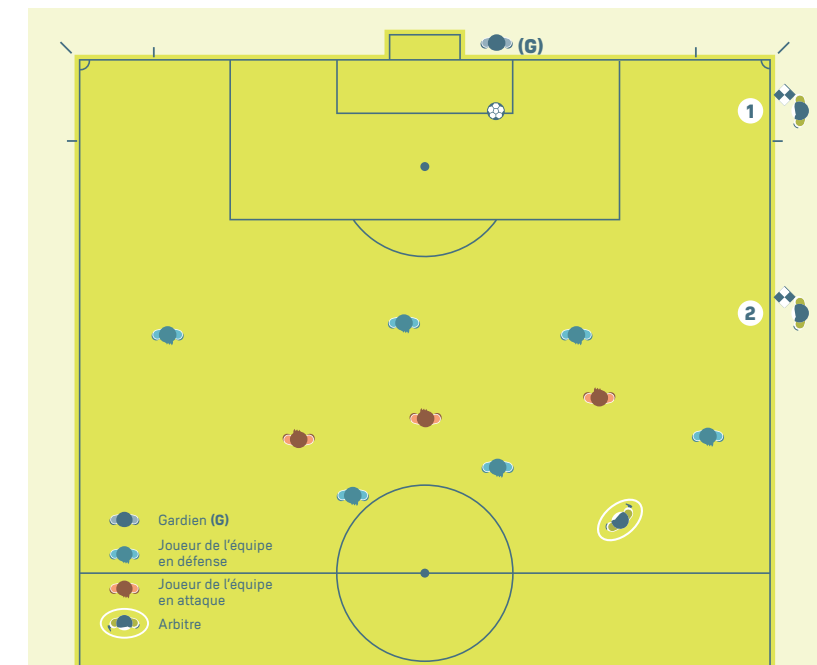 (G)
1
2
Gardien (G)
Joueur de l'équipe
en défense
Joueur de l'équipe
en attaque
Arbitre